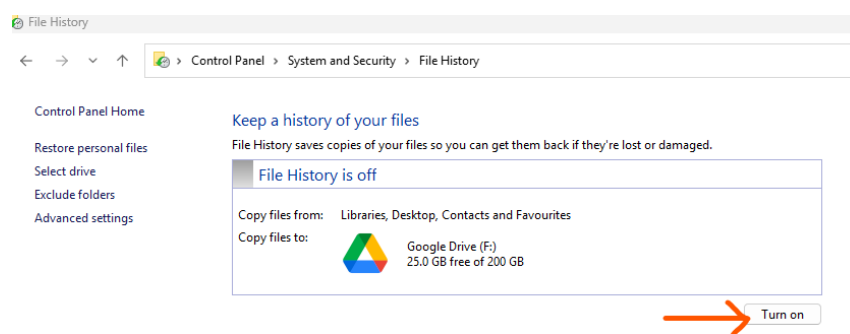 File History
Control Panel > System and Security > File History
Control Panel Home
Restore personal files
Select drive
Exclude folders
Advanced settings
Keep a history of your files
File History saves copies of your files so you can get them back if they're lost or damaged.
File History is off
Copy files from: Libraries, Desktop, Contacts and Favourites
Copy files to:
Google Drive (F:)
25.0 GB free of 200 GB
Turn on